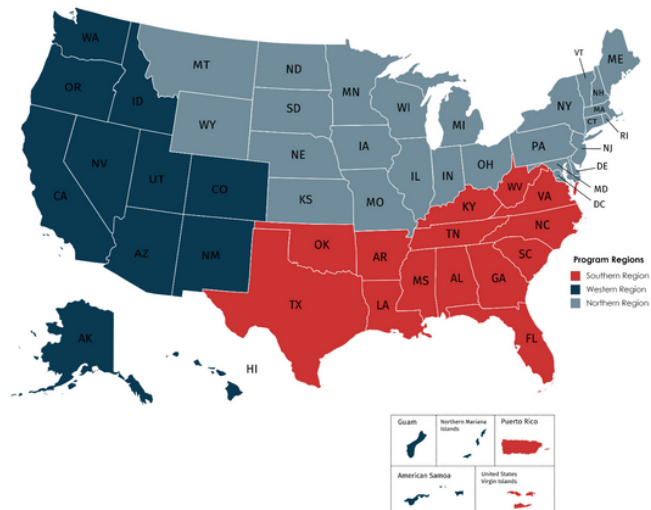 WA
MT
ND
MN
VT
ME
OR
ID
SD
WI
NY
NH
MA
CT
RI
WY
MI
NV
NE
IA
PA
NJ
UT
CO
KS
MO
IL
IN
OH
DE
MD
DC
CA
WV
VA
KY
NC
TN
AZ
NM
OK
AR
SC
MS
AL
GA
TX
LA
FL
AK
HI
Program Regions
Southern Region
Western Region
Northern Region
Guam
Northern Mariana
Islands
Puerto Rico
American Samoa
United States
Virgin Islands